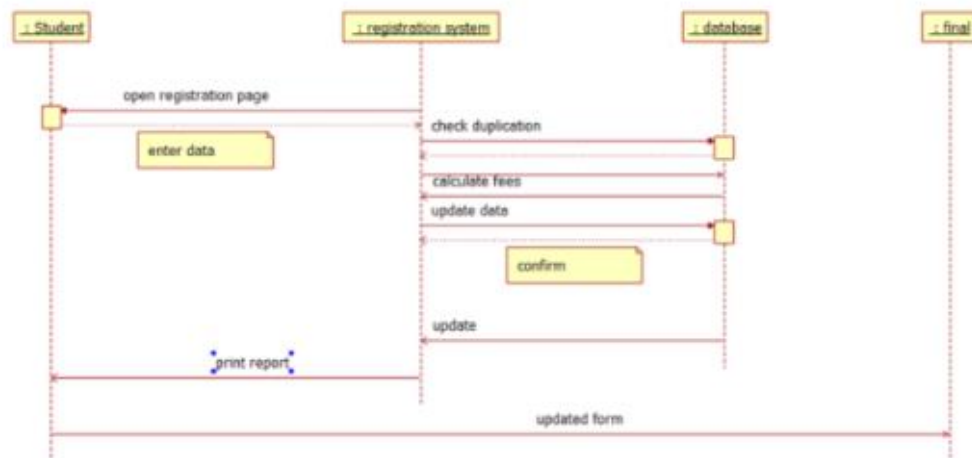 : Student
: registration system
: database
: final
open registration page
check duplication
enter data
calculate fees
update data
confirm
update
print report
updated form